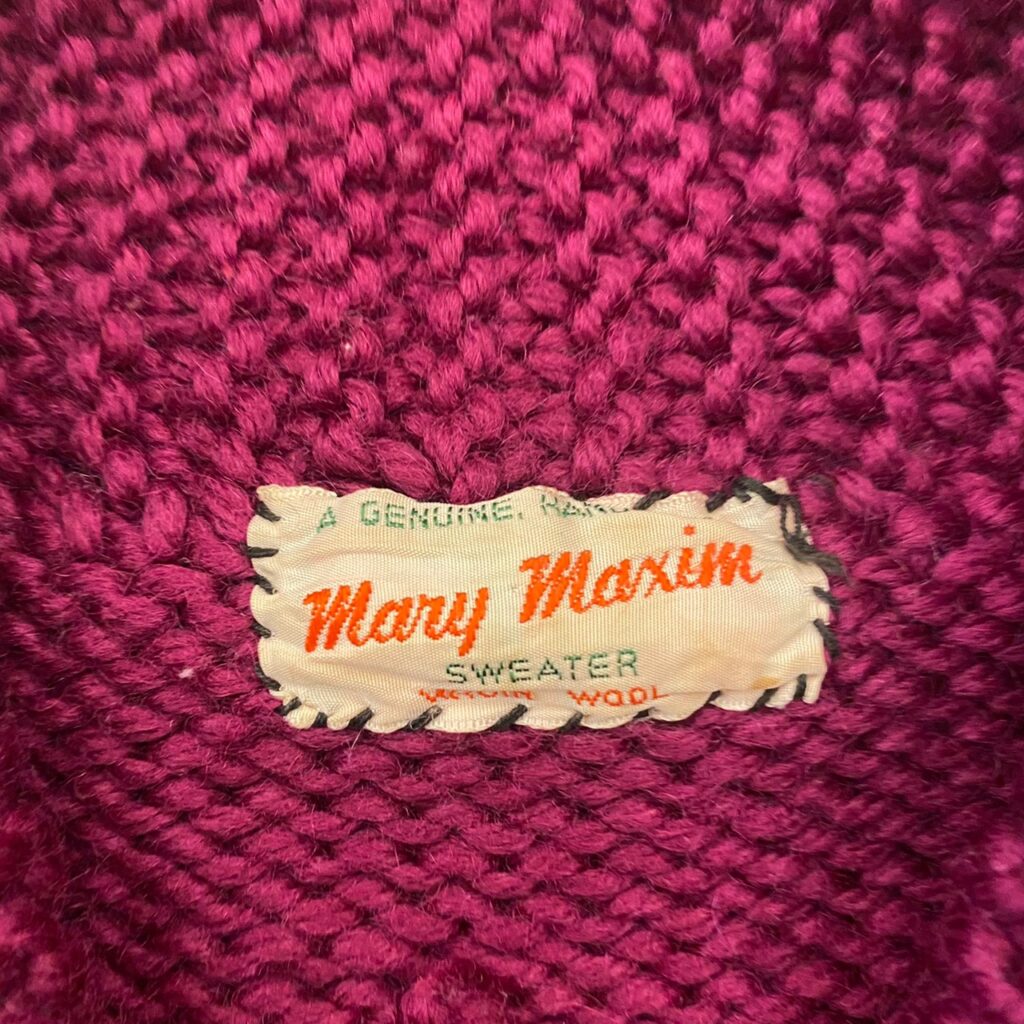 A GENUINE,
Mary Maxim
SWEATER
WOOL